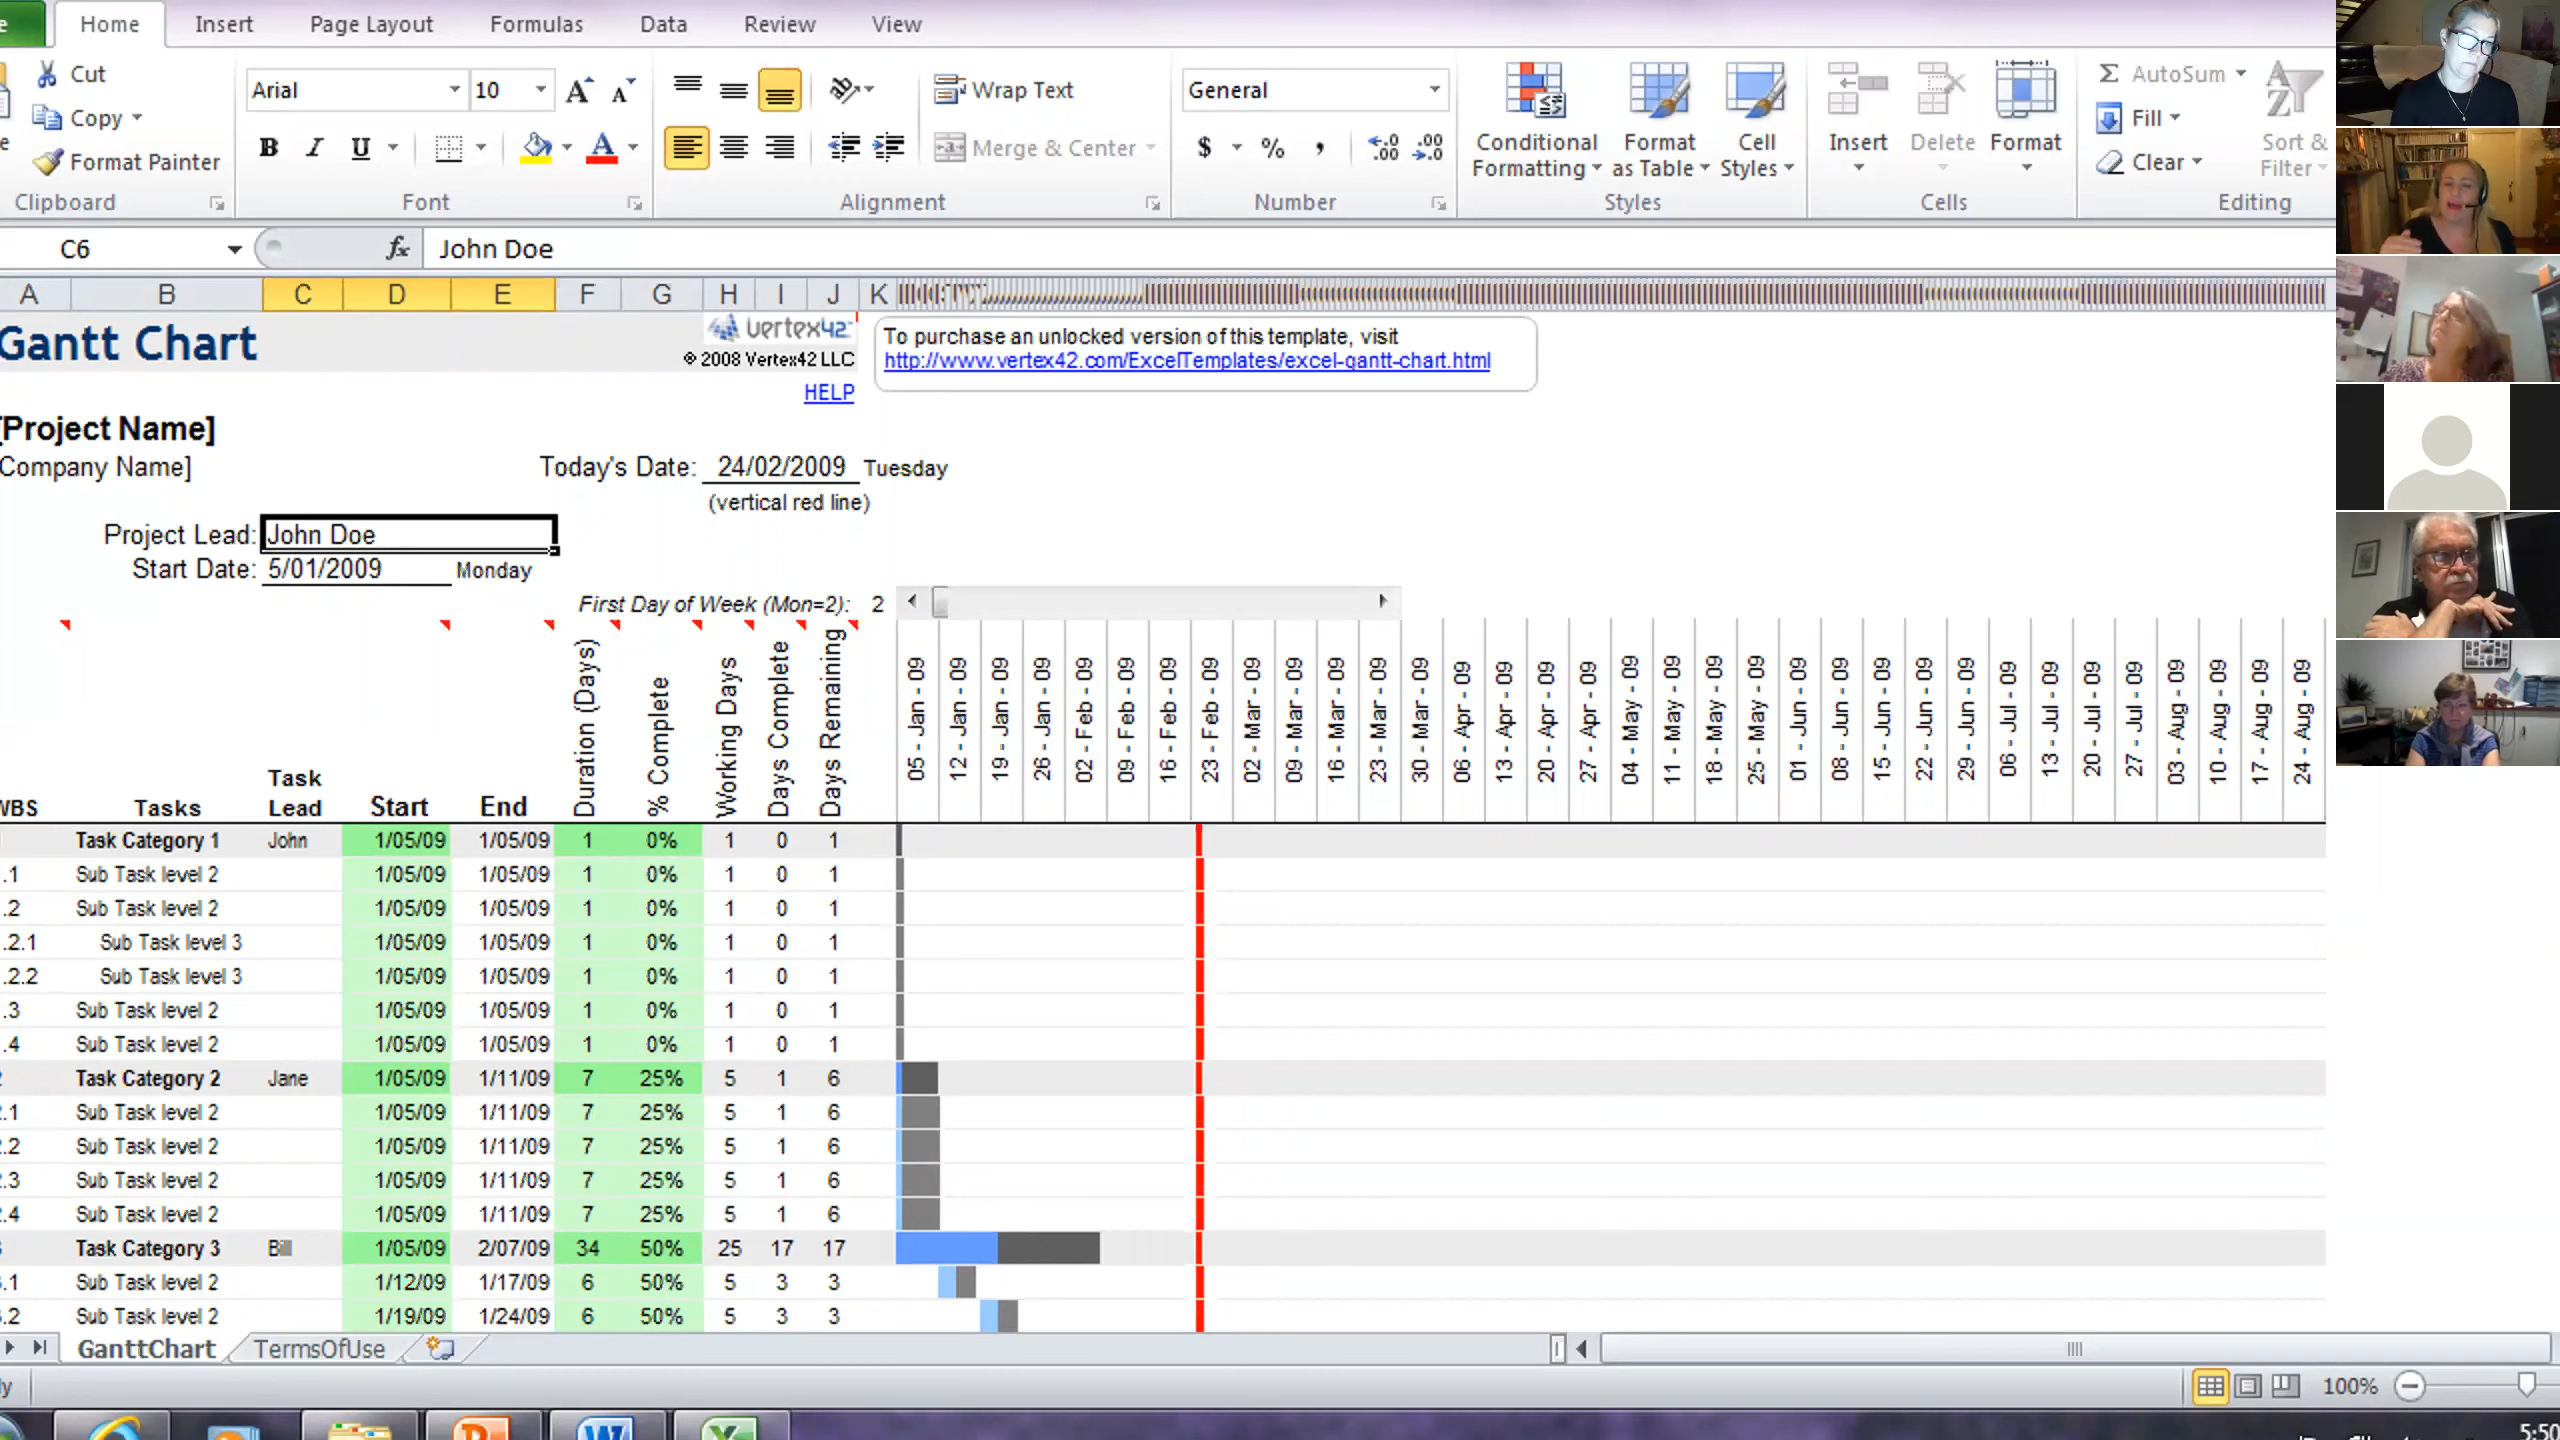 Home Insert Page Layout Formulas Data Review View
Cut
Copy
Format Painter
Clipboard
Arial 10
B I U A
Font
Wrap Text
Merge & Center
Alignment
General
$ % ,
Number
Conditional Formatting
Format as Table
Cell Styles
Styles
Insert Delete Format
Cells
Σ AutoSum
Fill
Clear
Sort &
Filter
Editing
C6 fx John Doe
A B C D E F G H I J K
Gantt Chart
vertex42
© 2008 Vertex42 LLC
HELP
To purchase an unlocked version of this template, visit
http://www.vertex42.com/ExcelTemplates/excel-gantt-chart.html
[Project Name]
Company Name]
Today's Date: 24/02/2009 Tuesday
(vertical red line)
Project Lead: John Doe
Start Date: 5/01/2009 Monday
First Day of Week (Mon=2): 2
WBS Tasks Task Lead Start End Duration (Days) % Complete Working Days Days Complete Days Remaining
05 - Jan - 09 12 - Jan - 09 19 - Jan - 09 26 - Jan - 09 02 - Feb - 09 09 - Feb - 09 16 - Feb - 09 23 - Feb - 09 02 - Mar - 09 09 - Mar - 09 16 - Mar - 09 23 - Mar - 09 30 - Mar - 09 06 - Apr - 09 13 - Apr - 09 20 - Apr - 09 27 - Apr - 09 04 - May - 09 11 - May - 09 18 - May - 09 25 - May - 09 01 - Jun - 09 08 - Jun - 09 15 - Jun - 09 22 - Jun - 09 29 - Jun - 09 06 - Jul - 09 13 - Jul - 09 20 - Jul - 09 27 - Jul - 09 03 - Aug - 09 10 - Aug - 09 17 - Aug - 09 24 - Aug - 09
Task Category 1 John 1/05/09 1/05/09 1 0% 1 0 1
.1 Sub Task level 2 1/05/09 1/05/09 1 0% 1 0 1
.2 Sub Task level 2 1/05/09 1/05/09 1 0% 1 0 1
.2.1 Sub Task level 3 1/05/09 1/05/09 1 0% 1 0 1
.2.2 Sub Task level 3 1/05/09 1/05/09 1 0% 1 0 1
.3 Sub Task level 2 1/05/09 1/05/09 1 0% 1 0 1
.4 Sub Task level 2 1/05/09 1/05/09 1 0% 1 0 1
Task Category 2 Jane 1/05/09 1/11/09 7 25% 5 1 6
.1 Sub Task level 2 1/05/09 1/11/09 7 25% 5 1 6
.2 Sub Task level 2 1/05/09 1/11/09 7 25% 5 1 6
.3 Sub Task level 2 1/05/09 1/11/09 7 25% 5 1 6
.4 Sub Task level 2 1/05/09 1/11/09 7 25% 5 1 6
Task Category 3 Bill 1/05/09 2/07/09 34 50% 25 17 17
.1 Sub Task level 2 1/12/09 1/17/09 6 50% 5 3 3
.2 Sub Task level 2 1/19/09 1/24/09 6 50% 5 3 3
GanttChart TermsOfUse
100%
5:50